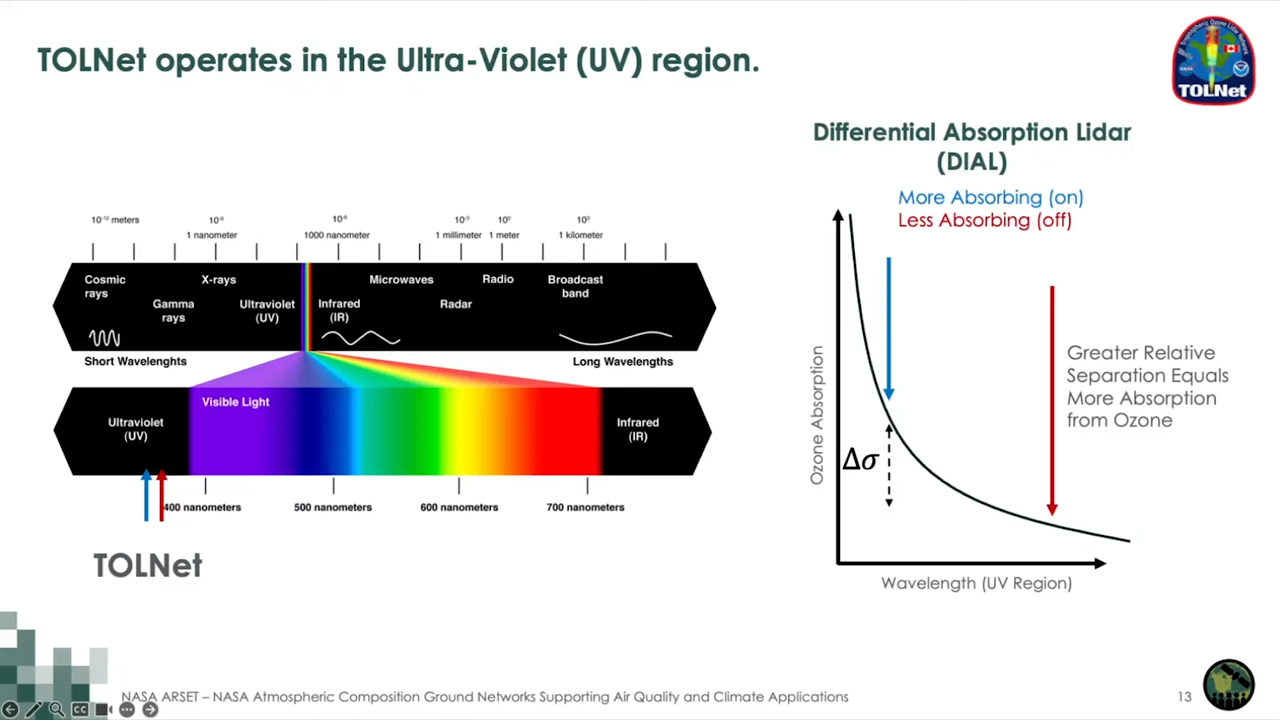 TOLNet operates in the Ultra-Violet (UV) region.
TOLNet
Differential Absorption Lidar
(DIAL)
More Absorbing (on)
Less Absorbing (off)
10⁻¹² meters
10⁻⁹
10⁻⁶
10⁻³
10⁰
10³
1 nanometer
1000 nanometer
1 millimeter
1 meter
1 kilometer
Cosmic
rays
X-rays
Microwaves
Radio
Broadcast
band
Gamma
rays
Ultraviolet
(UV)
Infrared
(IR)
Radar
Short Wavelenghts
Long Wavelengths
Visible Light
Ultraviolet
(UV)
Infrared
(IR)
400 nanometers
500 nanometers
600 nanometers
700 nanometers
TOLNet
Ozone Absorption
Δσ
Greater Relative
Separation Equals
More Absorption
from Ozone
Wavelength (UV Region)
NASA ARSET – NASA Atmospheric Composition Ground Networks Supporting Air Quality and Climate Applications
13
CC